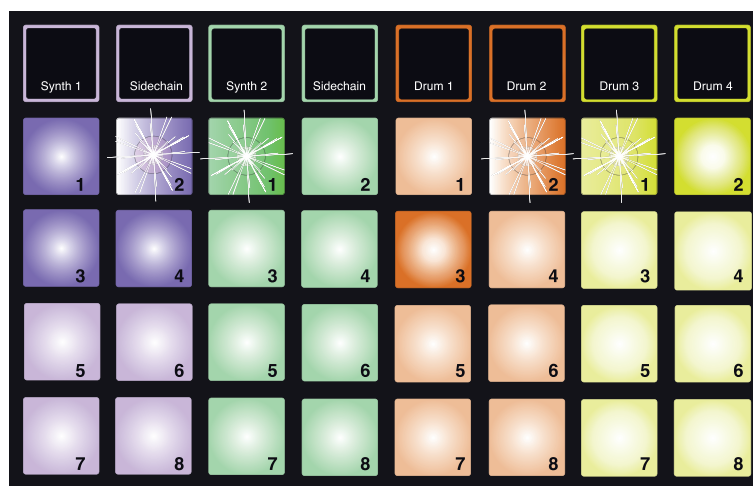 Synth 1 Sidechain Synth 2 Sidechain Drum 1 Drum 2 Drum 3 Drum 4
1 2 1 2 1 2 1 2
3 4 3 4 3 4 3 4
5 6 5 6 5 6 5 6
7 8 7 8 7 8 7 8